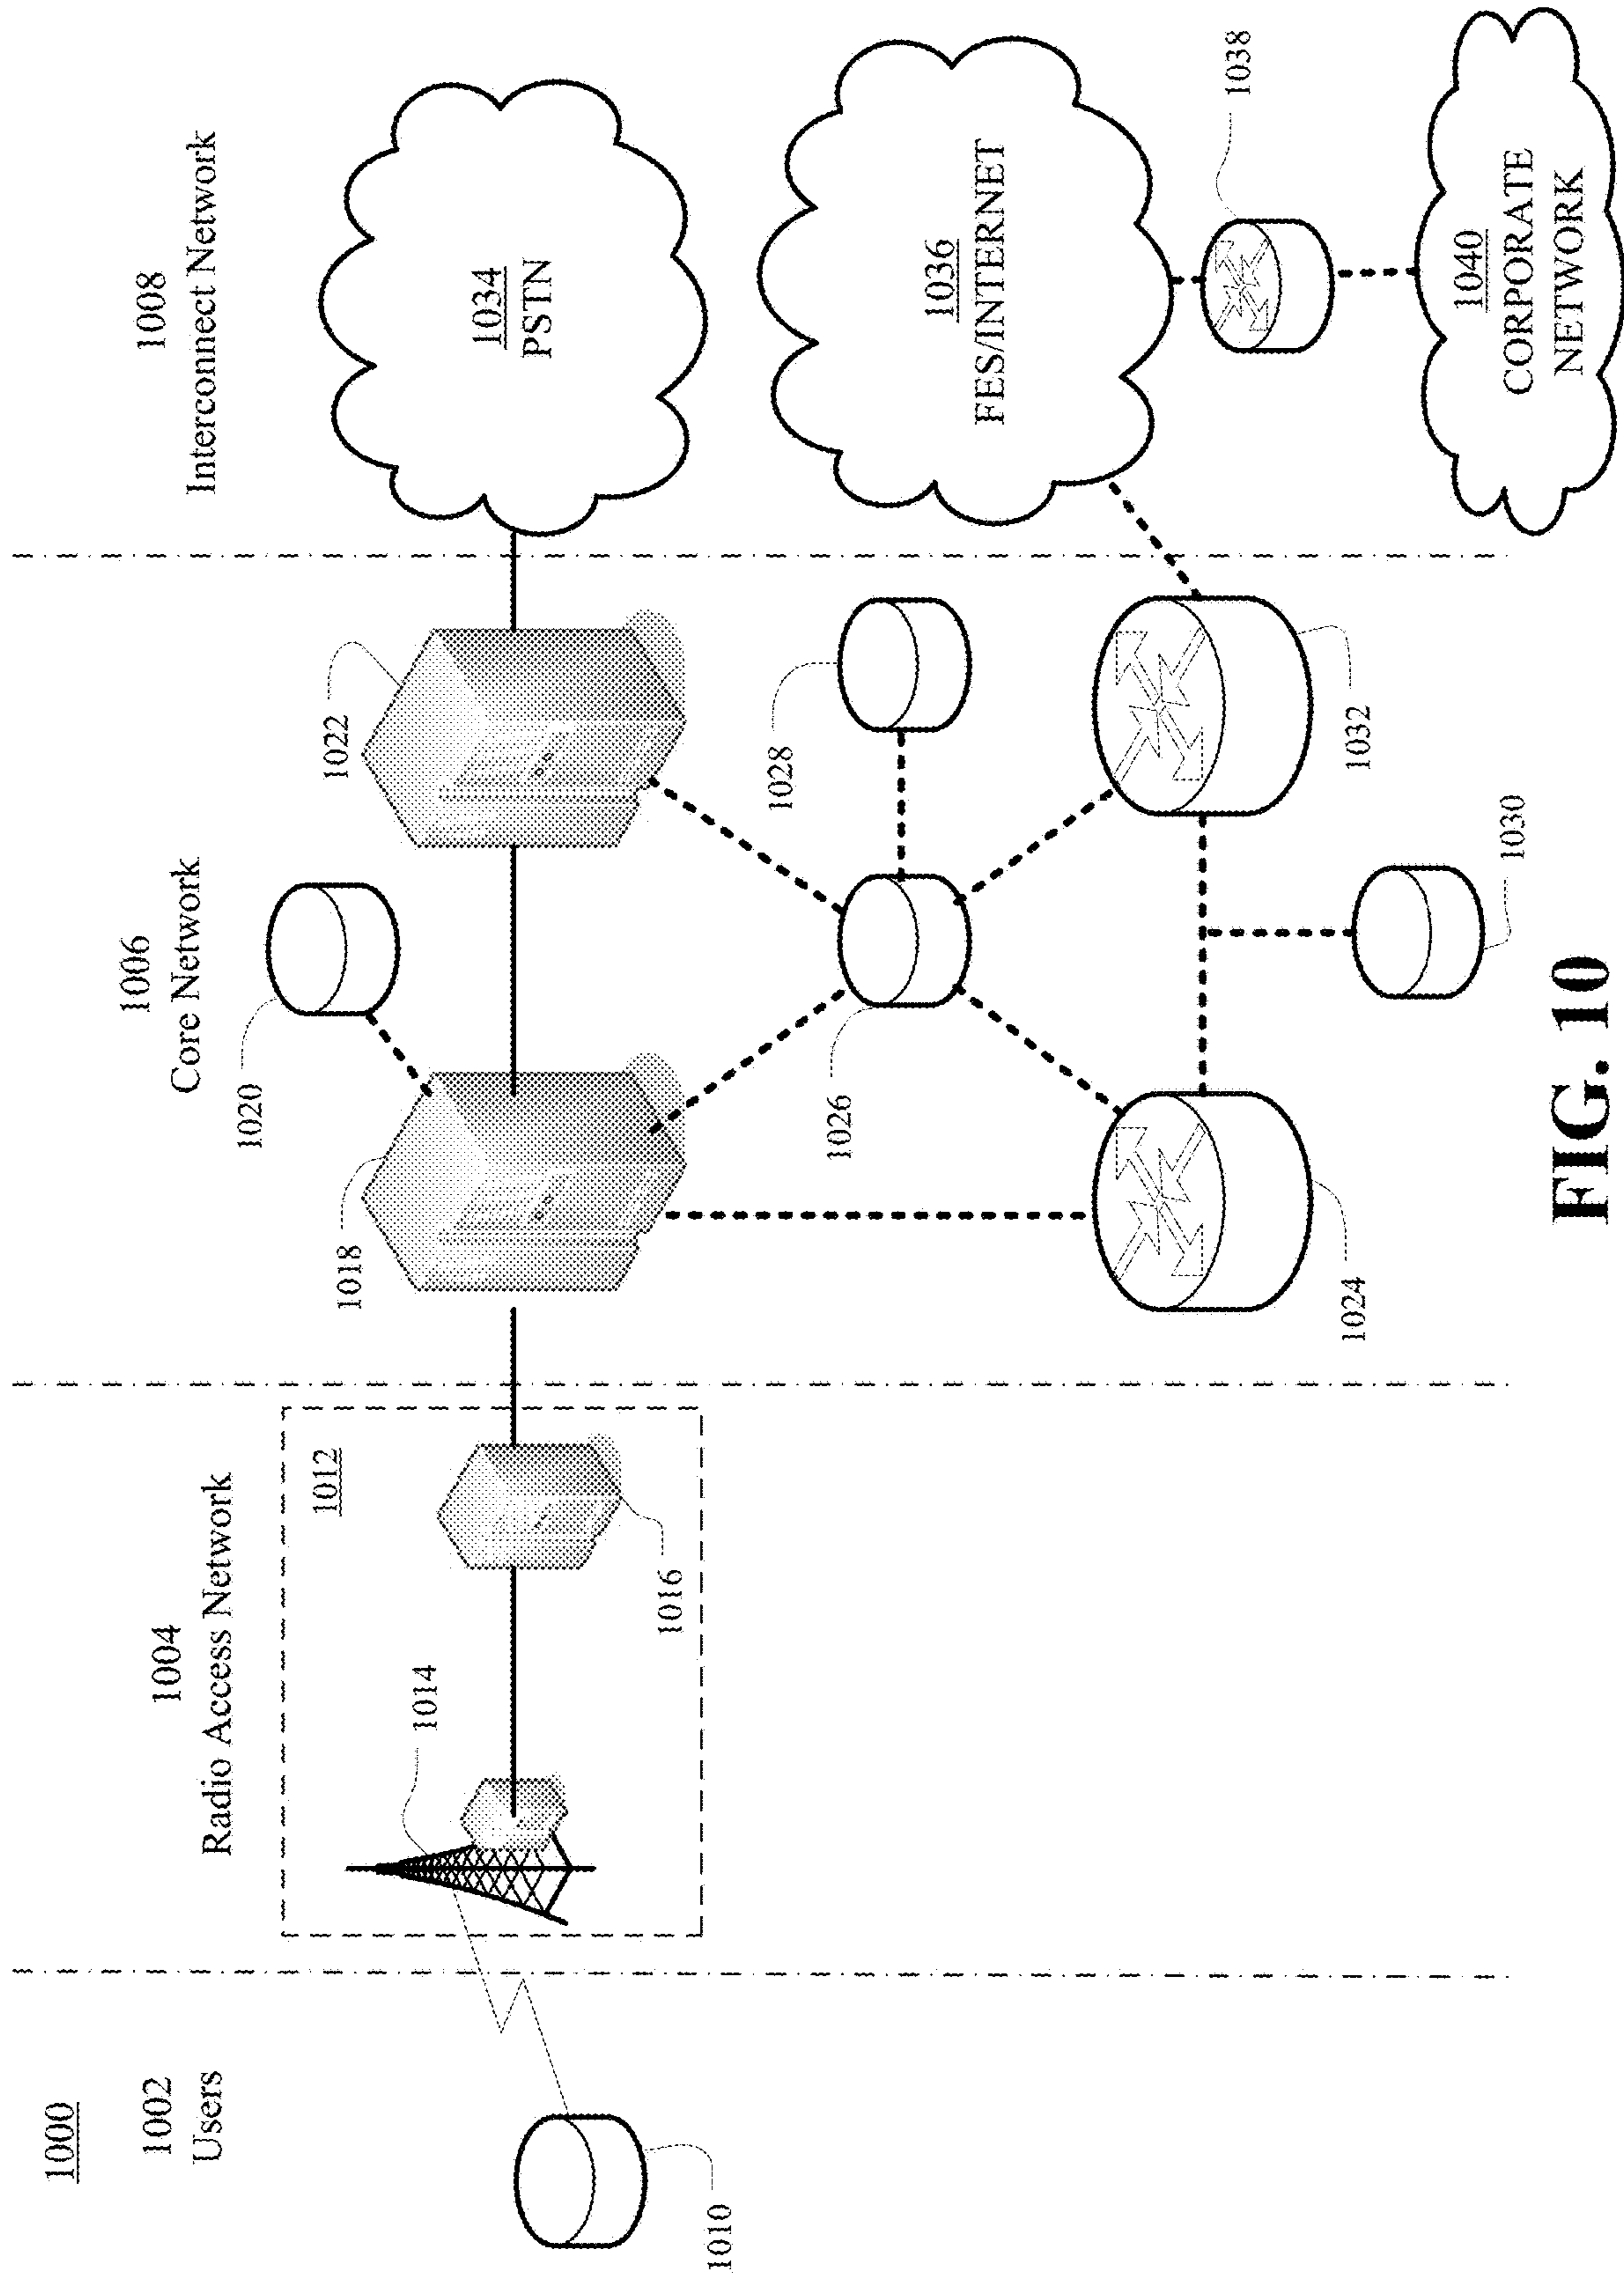 1000
1002
Users
1004
Radio Access Network
1006
Core Network
1008
Interconnect Network
1010
1012
1014
1016
1018
1020
1022
1024
1026
1028
1030
1032
1034
PSTN
1036
FES/INTERNET
1038
1040
CORPORATE
NETWORK
FIG. 10